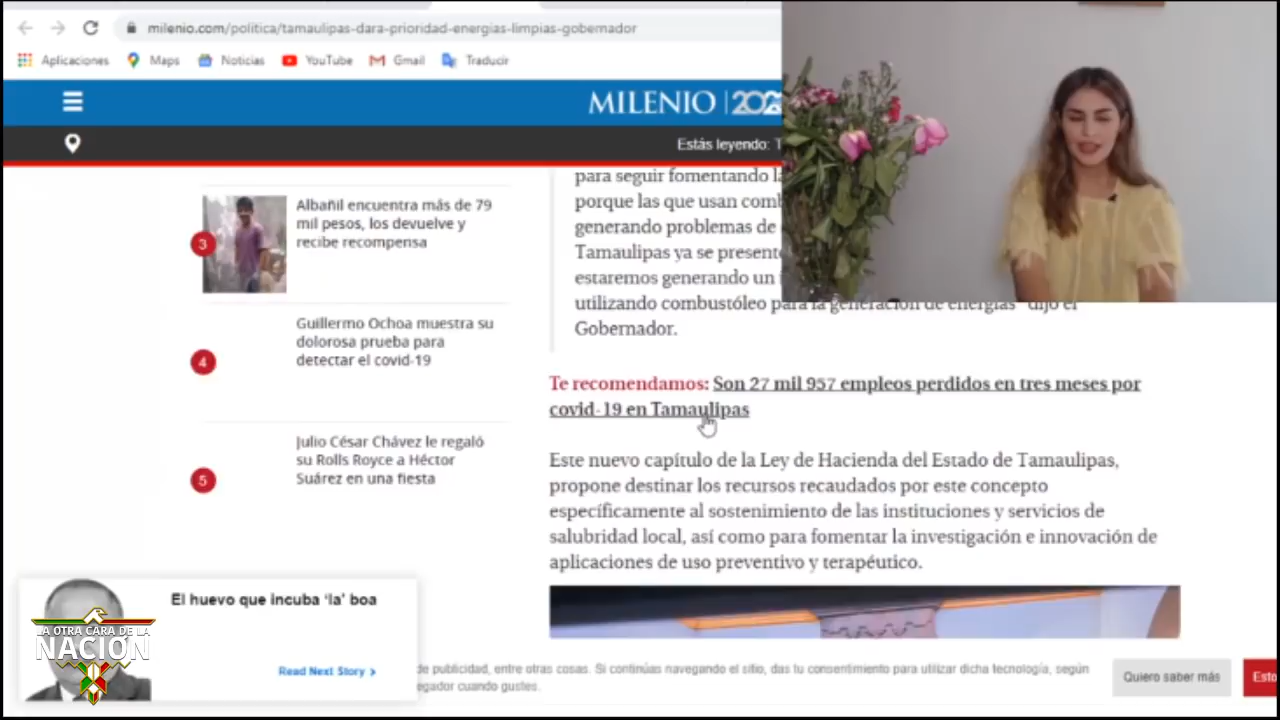 milenio.com/politica/tamaulipas-dara-prioridad-energias-limpias-gobernador
Aplicaciones Maps Noticias YouTube Gmail Traducir
MILENIO
Estás leyendo: T
3
Albañil encuentra más de 79
mil pesos, los devuelve y
recibe recompensa
4
Guillermo Ochoa muestra su
dolorosa prueba para
detectar el covid-19
5
Julio César Chávez le regaló
su Rolls Royce a Héctor
Suárez en una fiesta
para seguir fomentando la
porque las que usan comb
generando problemas de
Tamaulipas ya se present
estaremos generando un
utilizando combustóleo para la generación de energías" dijo el
Gobernador.
Te recomendamos: Son 27 mil 957 empleos perdidos en tres meses por
covid-19 en Tamaulipas
Este nuevo capítulo de la Ley de Hacienda del Estado de Tamaulipas,
propone destinar los recursos recaudados por este concepto
específicamente al sostenimiento de las instituciones y servicios de
salubridad local, así como para fomentar la investigación e innovación de
aplicaciones de uso preventivo y terapéutico.
El huevo que incuba 'la' boa
Read Next Story >
LA OTRA CARA DE LA
NACIÓN
de publicidad, entre otras cosas. Si continúas navegando el sitio, das tu consentimiento para utilizar dicha tecnología, según
egador cuando gustes.
Quiero saber más
Esto